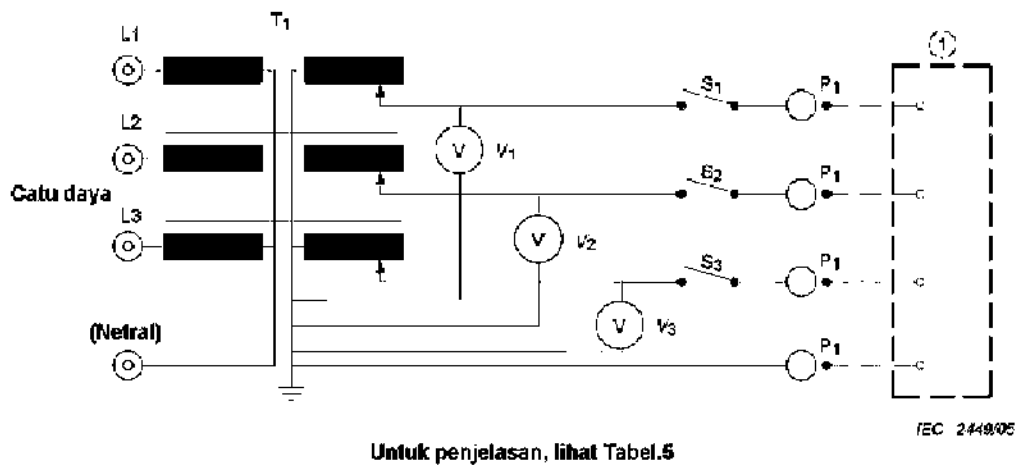 T1
L1
1
S1
P1
L2
V
V1
S2
P1
Catu daya
L3
V
V2
S3
P1
V
V3
(Netral)
P1
IEC 2449/05
Untuk penjelasan, lihat Tabel.5